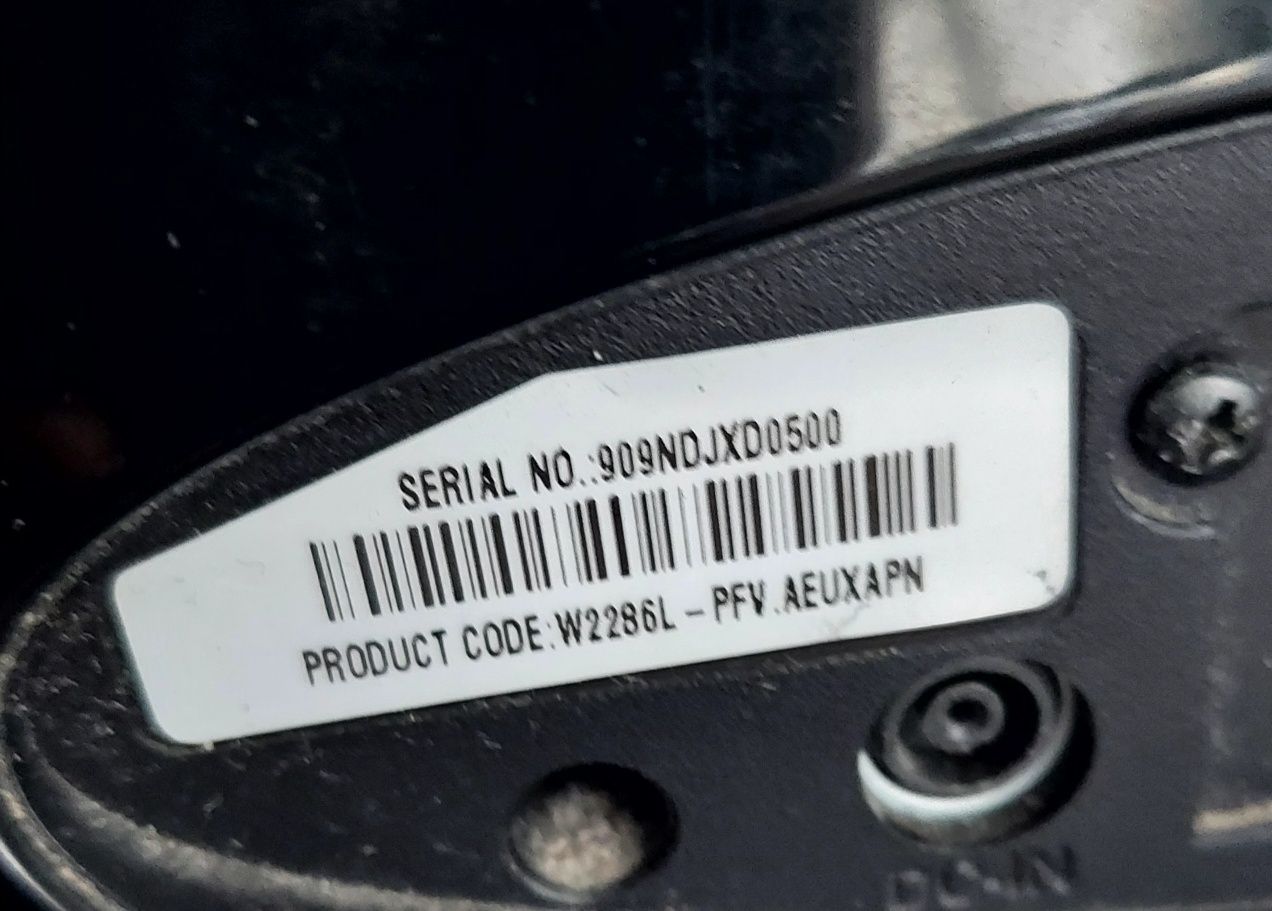 SERIAL NO.:909NDJXD0500
PRODUCT CODE:W2286L-PFV.AEUXAPN
DC-IN